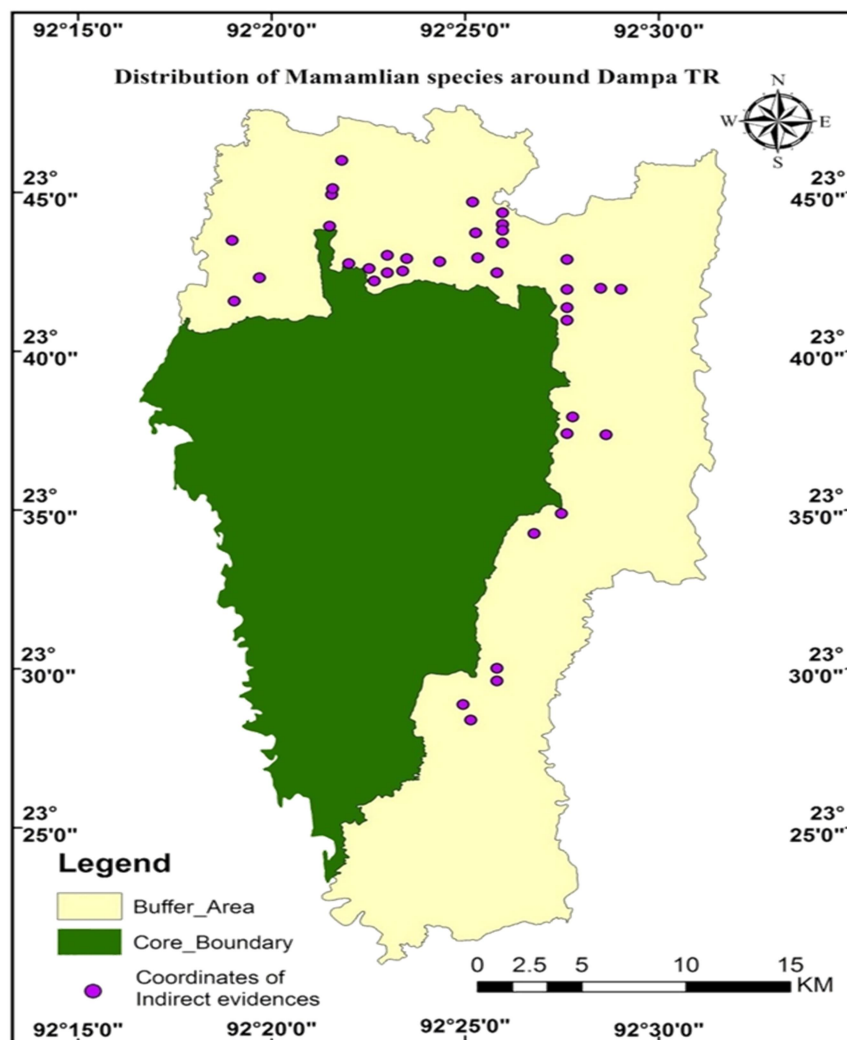 92°15'0" 92°20'0" 92°25'0" 92°30'0"
Distribution of Mamamlian species around Dampa TR
N
W E
S
23° 23°
45'0" 45'0"
23° 23°
40'0" 40'0"
23° 23°
35'0" 35'0"
23° 23°
30'0" 30'0"
23° 23°
25'0" 25'0"
Legend
Buffer_Area
Core_Boundary
Coordinates of
Indirect evidences
0 2.5 5 10 15
KM
92°15'0" 92°20'0" 92°25'0" 92°30'0"